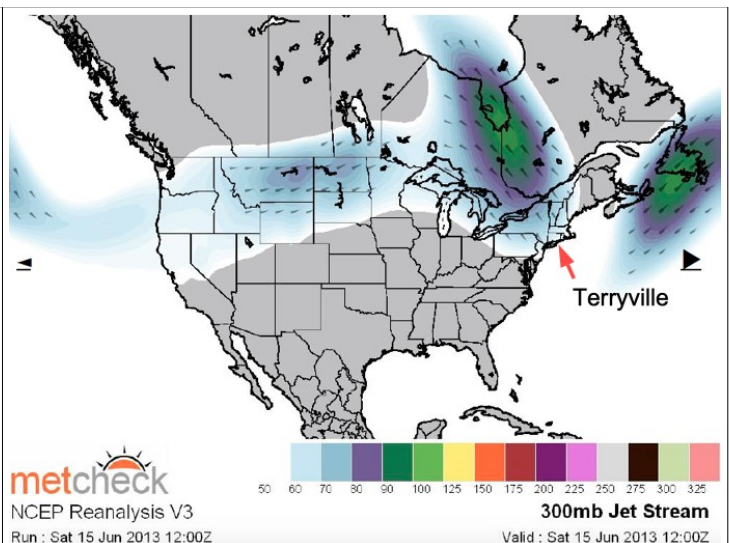 Terryville
metcheck
50 60 70 80 90 100 125 150 175 200 225 250 275 300 325
NCEP Reanalysis V3
300mb Jet Stream
Run : Sat 15 Jun 2013 12:00Z
Valid : Sat 15 Jun 2013 00:00Z